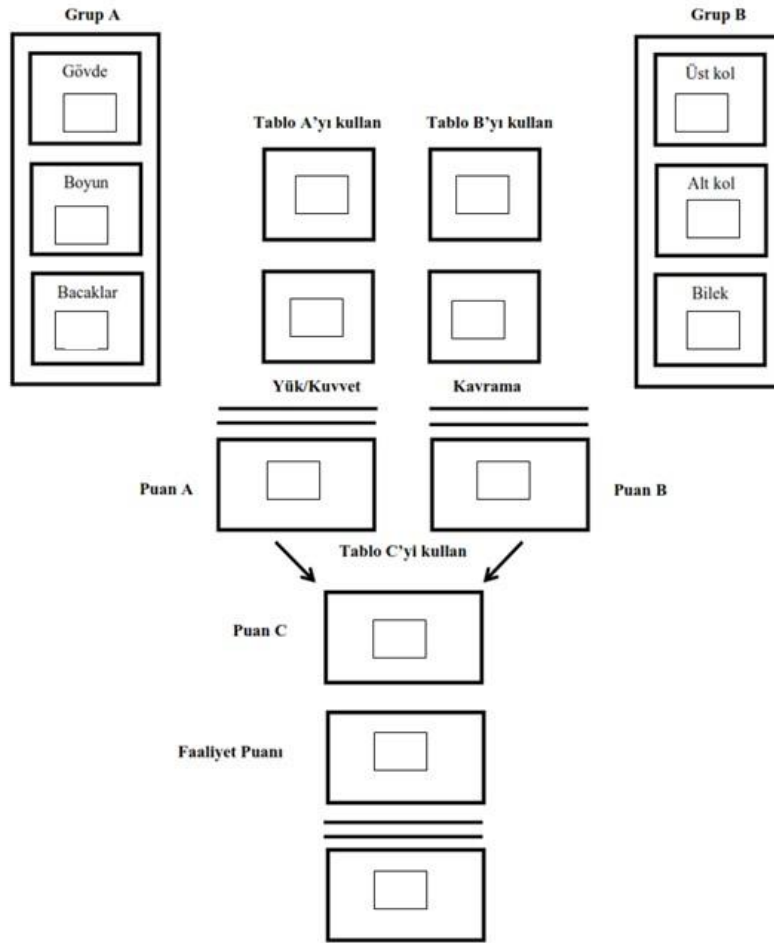 Grup A
Grup B
Gövde
Boyun
Bacaklar
Tablo A'yı kullan
Tablo B'yı kullan
Üst kol
Alt kol
Bilek
Yük/Kuvvet
Kavrama
Puan A
Puan B
Tablo C'yi kullan
Puan C
Faaliyet Puanı